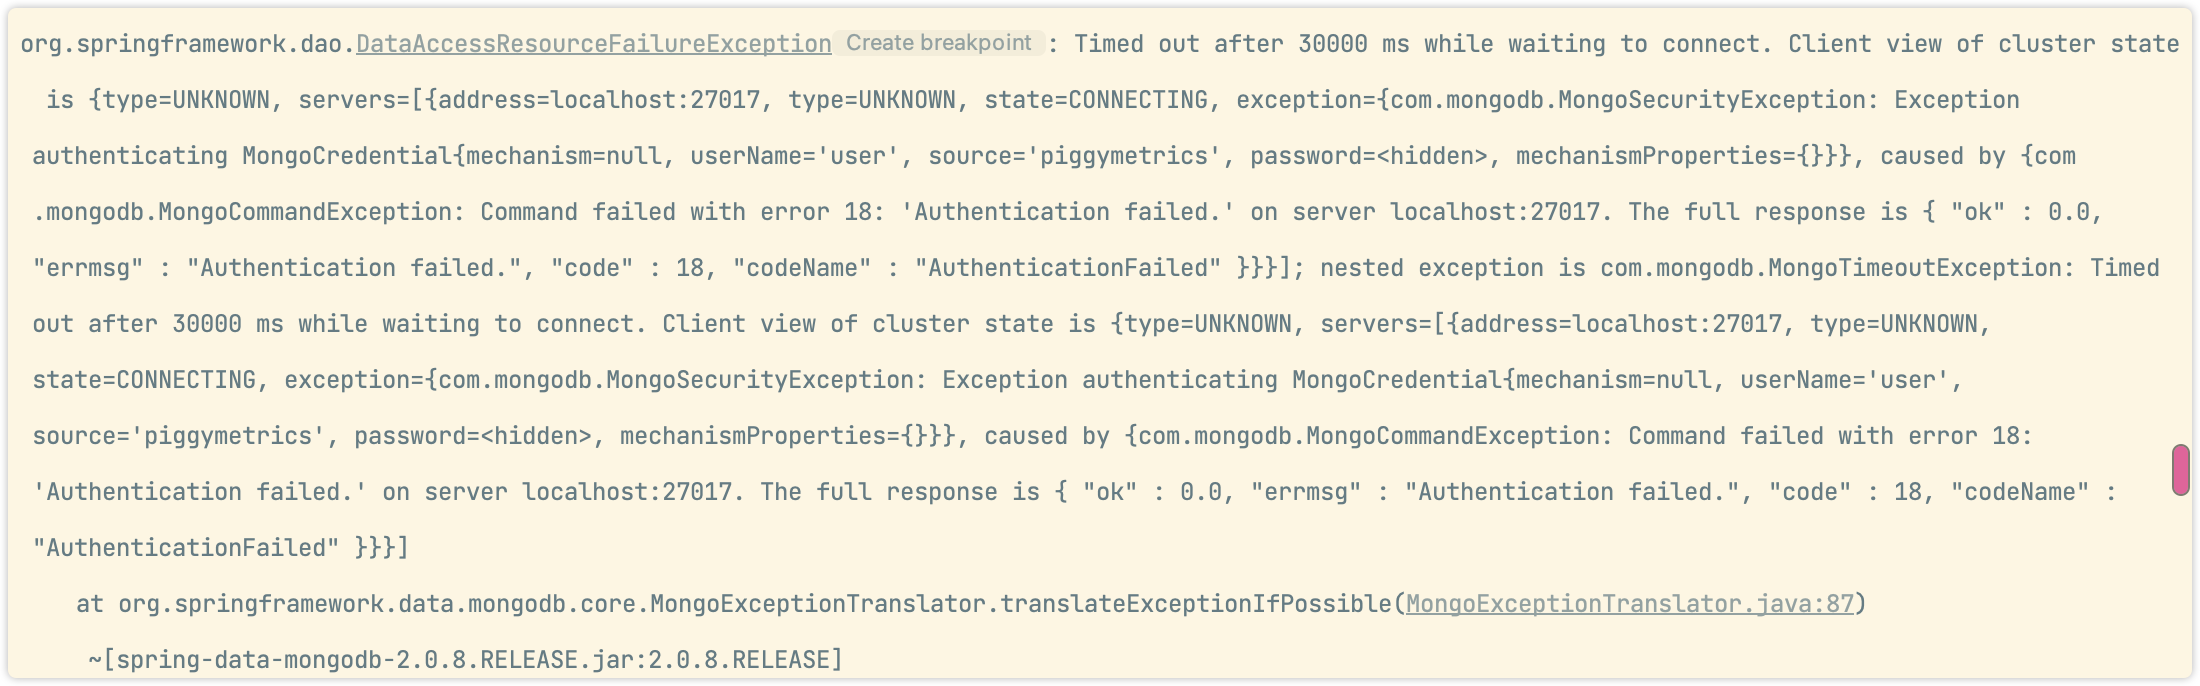 org.springframework.dao.DataAccessResourceFailureException Create breakpoint : Timed out after 30000 ms while waiting to connect. Client view of cluster state
is {type=UNKNOWN, servers=[{address=localhost:27017, type=UNKNOWN, state=CONNECTING, exception={com.mongodb.MongoSecurityException: Exception
authenticating MongoCredential{mechanism=null, userName='user', source='piggymetrics', password=<hidden>, mechanismProperties={}}}, caused by {com
.mongodb.MongoCommandException: Command failed with error 18: 'Authentication failed.' on server localhost:27017. The full response is { "ok" : 0.0,
"errmsg" : "Authentication failed.", "code" : 18, "codeName" : "AuthenticationFailed" }}}]; nested exception is com.mongodb.MongoTimeoutException: Timed
out after 30000 ms while waiting to connect. Client view of cluster state is {type=UNKNOWN, servers=[{address=localhost:27017, type=UNKNOWN,
state=CONNECTING, exception={com.mongodb.MongoSecurityException: Exception authenticating MongoCredential{mechanism=null, userName='user',
source='piggymetrics', password=<hidden>, mechanismProperties={}}}, caused by {com.mongodb.MongoCommandException: Command failed with error 18:
'Authentication failed.' on server localhost:27017. The full response is { "ok" : 0.0, "errmsg" : "Authentication failed.", "code" : 18, "codeName" :
"AuthenticationFailed" }}}]
at org.springframework.data.mongodb.core.MongoExceptionTranslator.translateExceptionIfPossible(MongoExceptionTranslator.java:87)
~[spring-data-mongodb-2.0.8.RELEASE.jar:2.0.8.RELEASE]